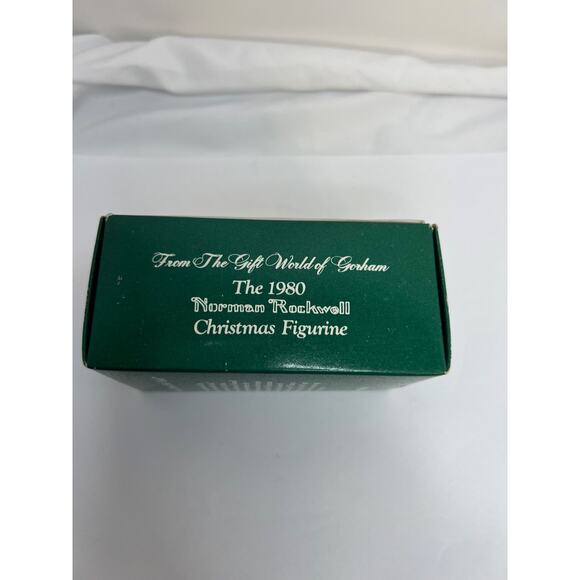 From The Gift World of Gorham
The 1980
Norman Rockwell
Christmas Figurine